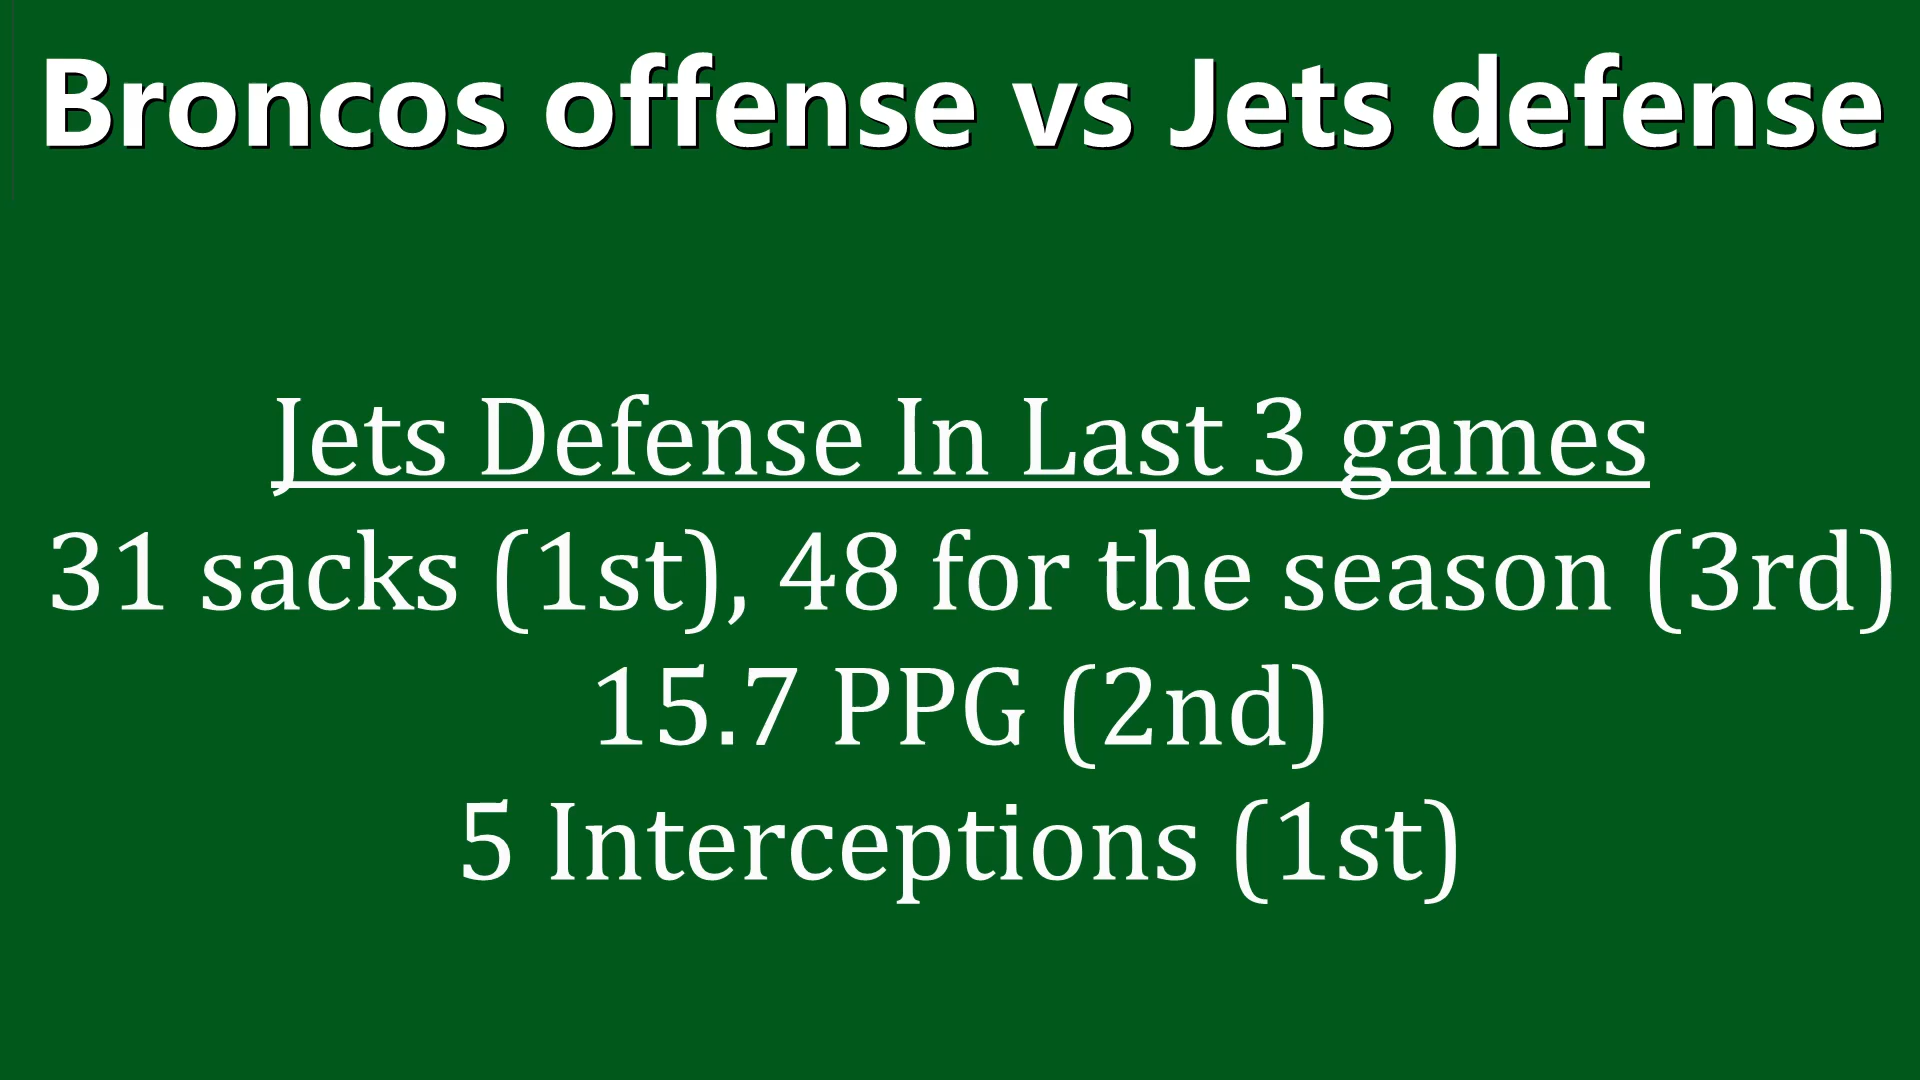 Broncos offense vs Jets defense
Jets Defense In Last 3 games
31 sacks (1st), 48 for the season (3rd)
15.7 PPG (2nd)
5 Interceptions (1st)